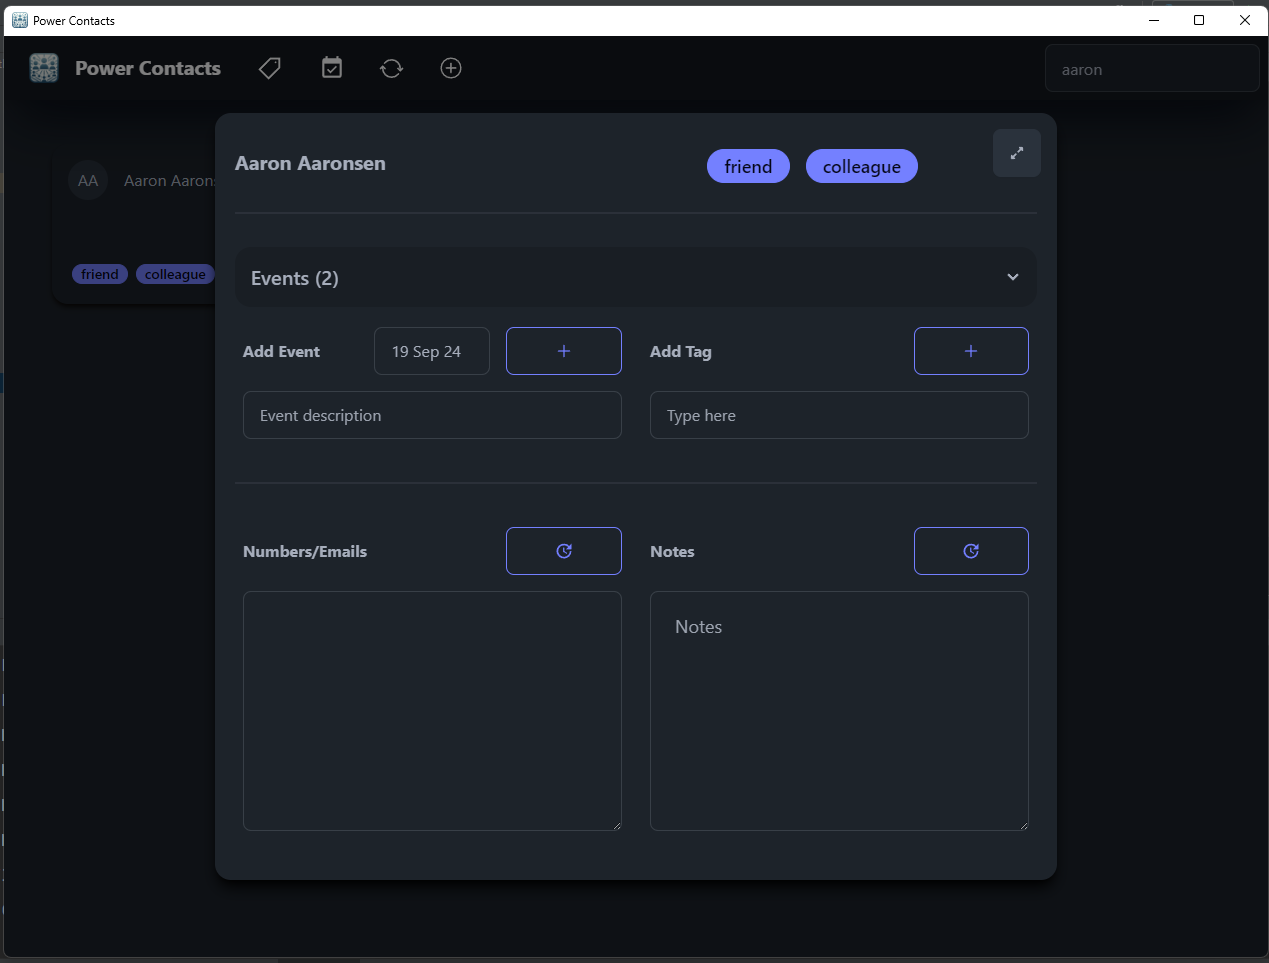 Power Contacts
Power Contacts
aaron
AA
Aaron Aarons
friend
colleague
Aaron Aaronsen
friend
colleague
Events (2)
Add Event
19 Sep 24
Add Tag
Event description
Type here
Numbers/Emails
Notes
Notes